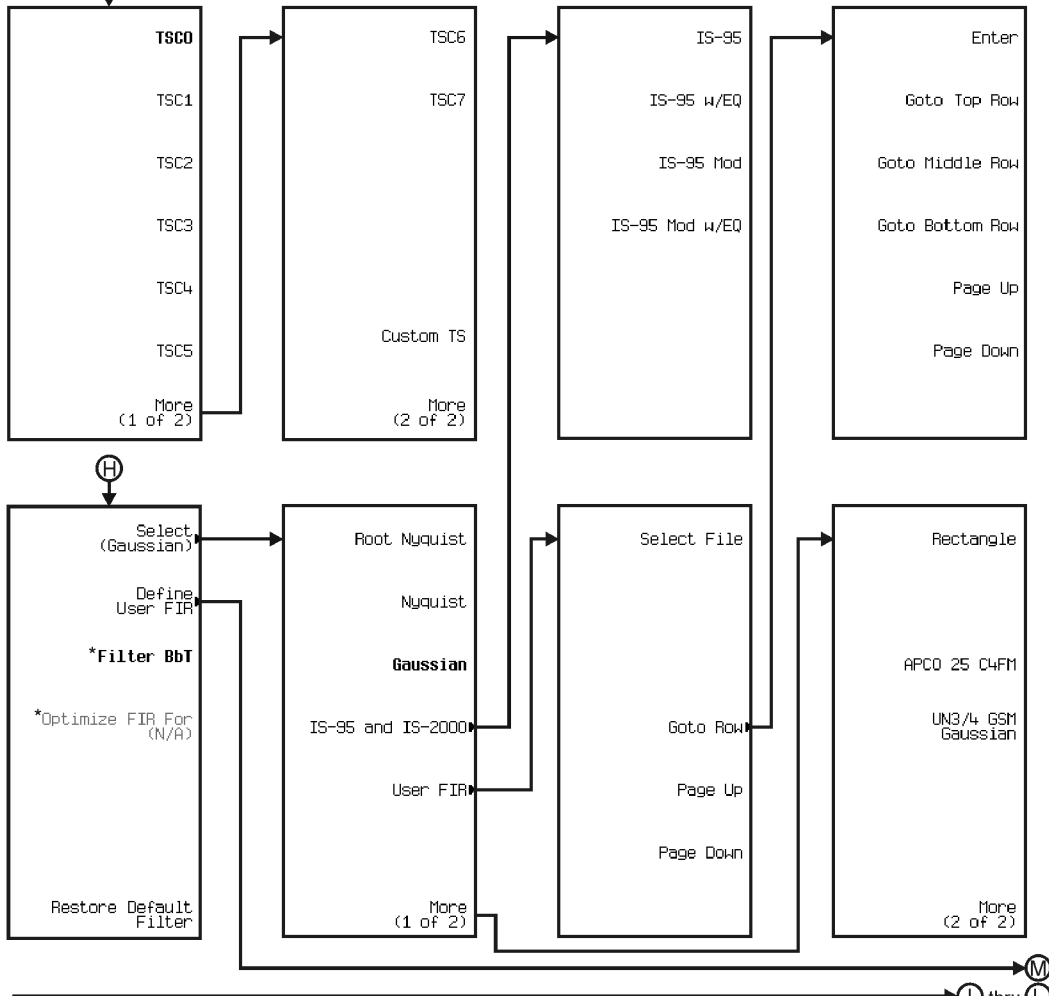 TSC0
TSC1
TSC2
TSC3
TSC4
TSC5
More
(1 of 2)
TSC6
TSC7
Custom TS
More
(2 of 2)
IS-95
IS-95 w/EQ
IS-95 Mod
IS-95 Mod w/EQ
Enter
Goto Top Row
Goto Middle Row
Goto Bottom Row
Page Up
Page Down
H
Select
(Gaussian)
Define
User FIR
*Filter BbT
*Optimize FIR For
(N/A)
Restore Default
Filter
Root Nyquist
Nyquist
Gaussian
IS-95 and IS-2000
User FIR
More
(1 of 2)
Select File
Goto Row
Page Up
Page Down
Rectangle
APCO 25 C4FM
UN3/4 GSM
Gaussian
More
(2 of 2)
M
thru